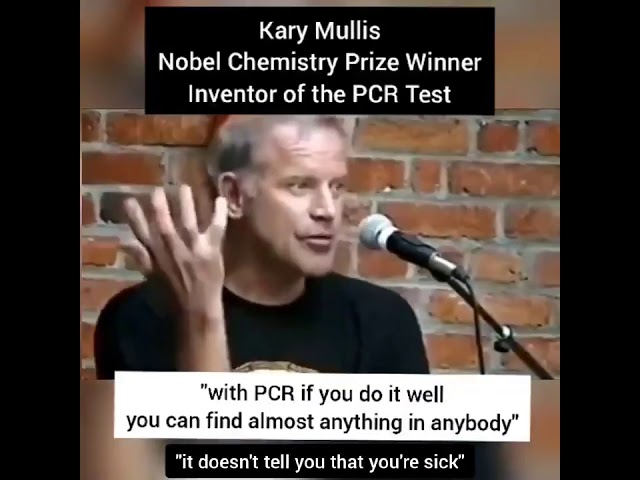 Kary Mullis
Nobel Chemistry Prize Winner
Inventor of the PCR Test
"with PCR if you do it well
you can find almost anything in anybody"
"it doesn't tell you that you're sick"